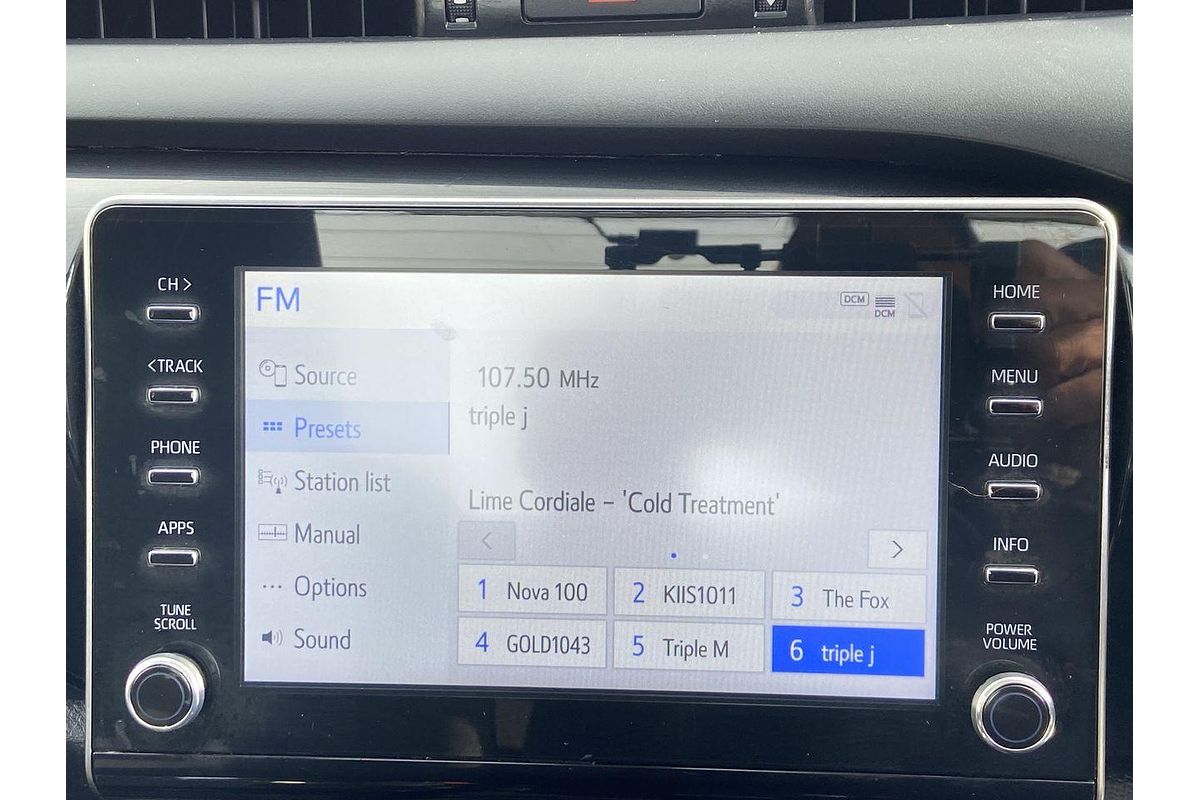 CH >
<TRACK
PHONE
APPS
TUNE
SCROLL
FM
DCM
DCM
Source
Presets
Station list
Manual
Options
Sound
107.50 MHz
triple j
Lime Cordiale – 'Cold Treatment'
< >
1 Nova 100
2 KIIS1011
3 The Fox
4 GOLD1043
5 Triple M
6 triple j
HOME
MENU
AUDIO
INFO
POWER
VOLUME